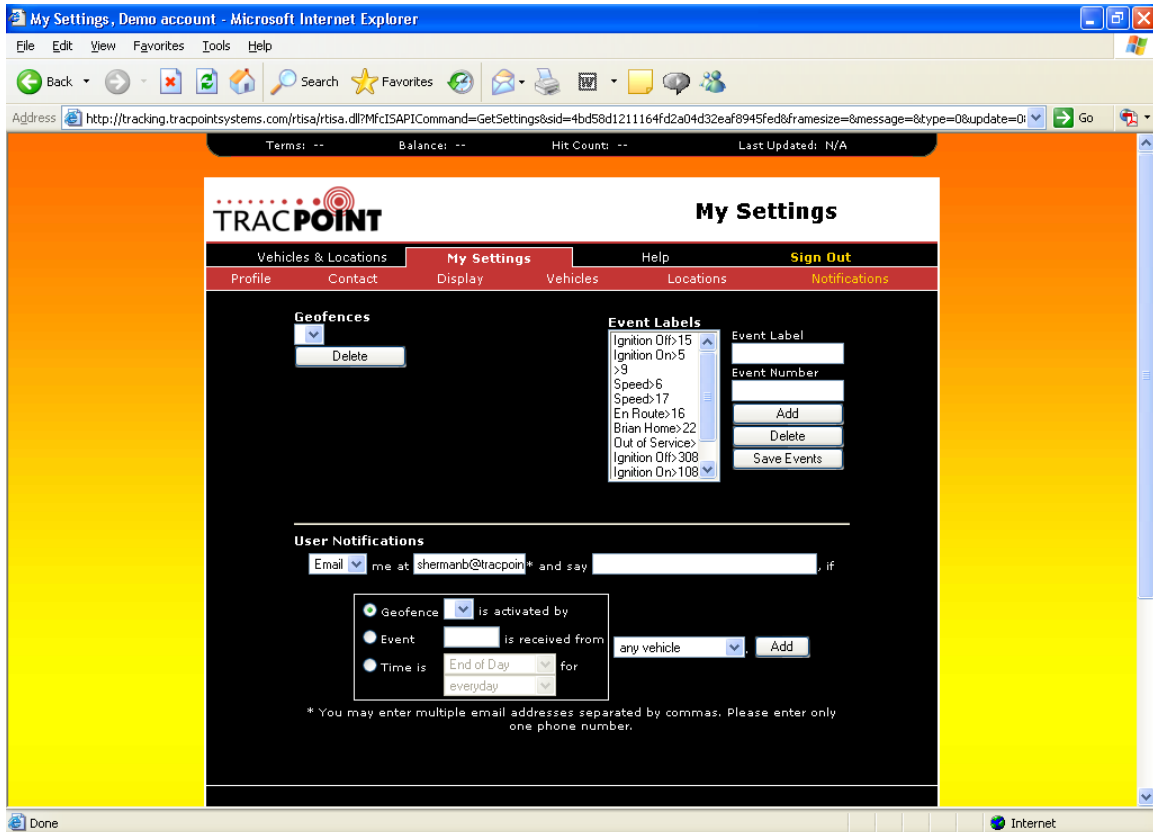 My Settings, Demo account - Microsoft Internet Explorer
File Edit View Favorites Tools Help
Back Search Favorites
Address http://tracking.tracpointsystems.com/rtisa/rtisa.dll?MfcISAPICommand=GetSettings&sid=4bd58d1211164fd2a04d32eaf8945fed&framesize=&message=&type=0&update=0 Go
Terms: -- Balance: -- Hit Count: -- Last Updated: N/A
TRACPOINT My Settings
Vehicles & Locations My Settings Help Sign Out
Profile Contact Display Vehicles Locations Notifications
Geofences
Delete
Event Labels
Ignition Off>15
Ignition On>5
>9
Speed>6
Speed>17
En Route>16
Brian Home>22
Out of Service>
Ignition Off>308
Ignition On>108
Event Label
Event Number
Add
Delete
Save Events
User Notifications
Email me at shermanb@tracpoin* and say , if
Geofence is activated by
Event is received from any vehicle . Add
Time is End of Day for
everyday
* You may enter multiple email addresses separated by commas. Please enter only
one phone number.
Done Internet